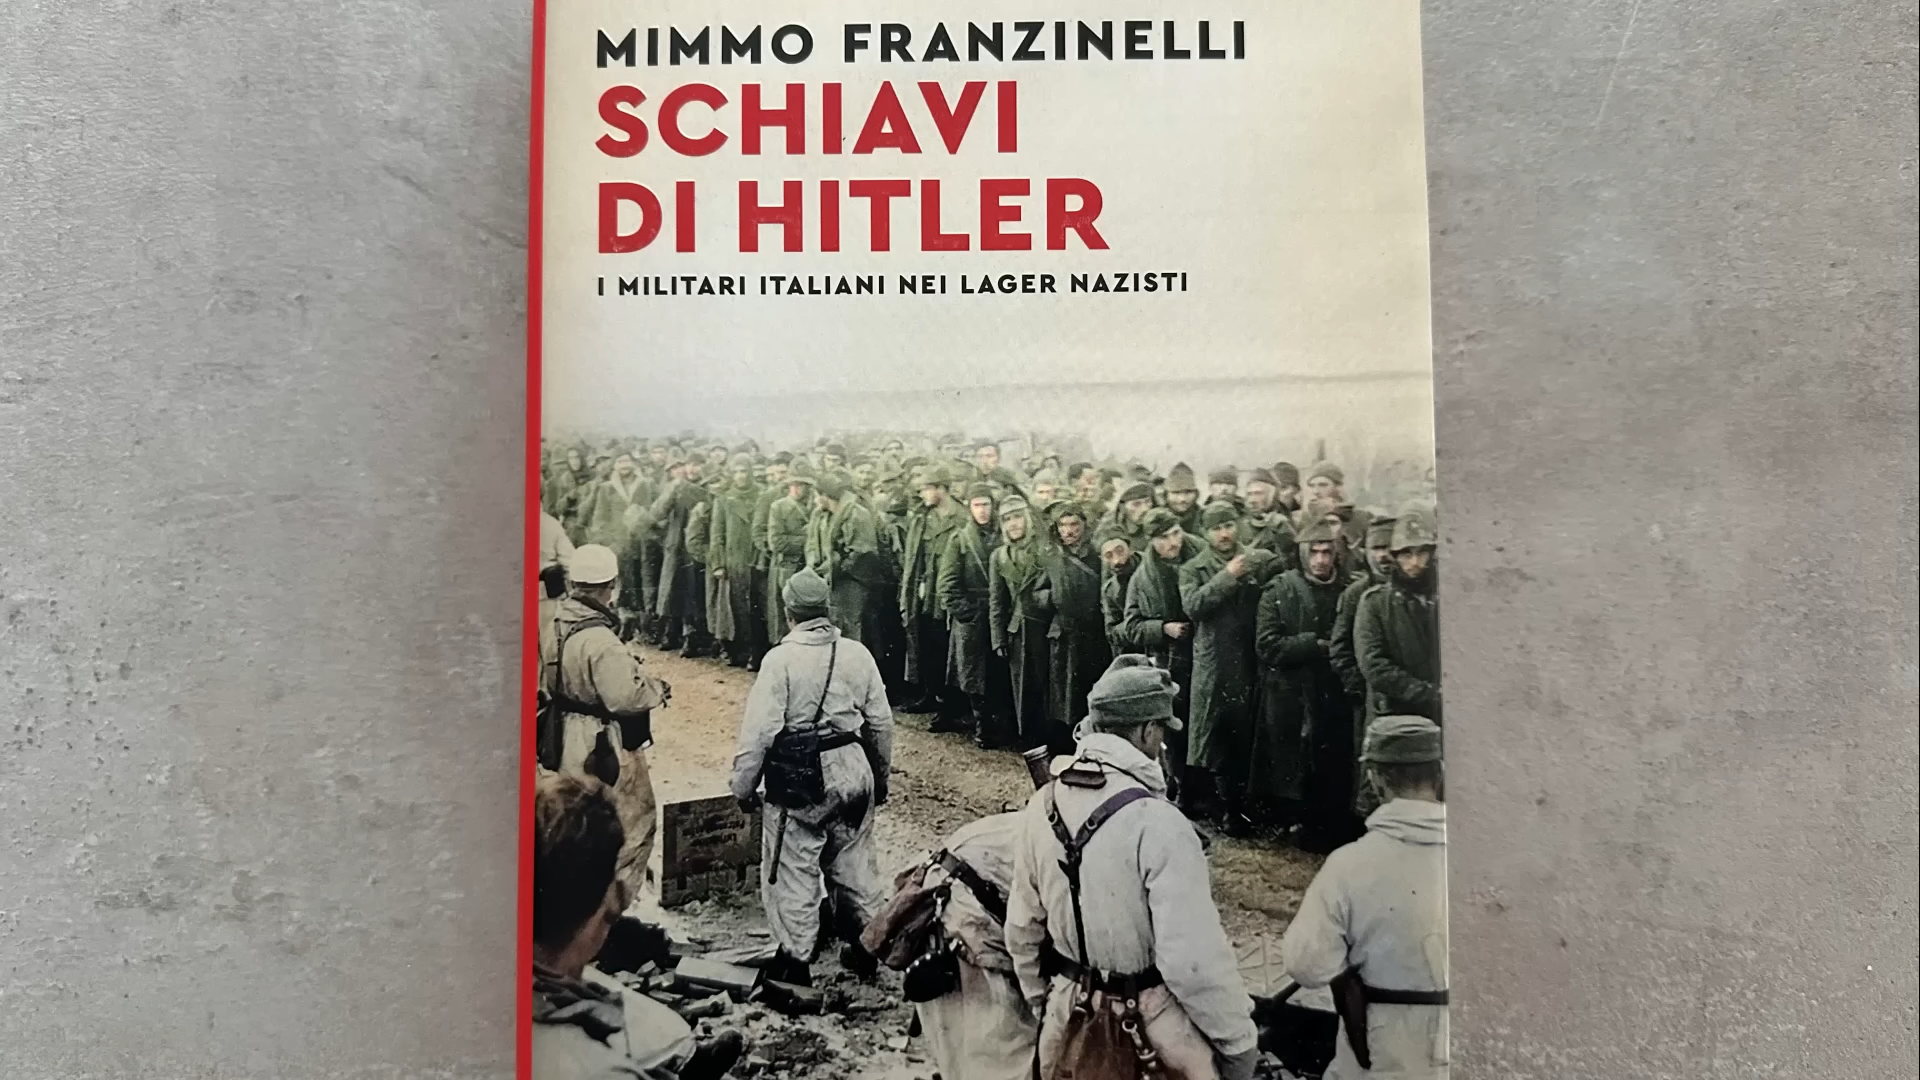 MIMMO FRANZINELLI
SCHIAVI
DI HITLER
I MILITARI ITALIANI NEI LAGER NAZISTI